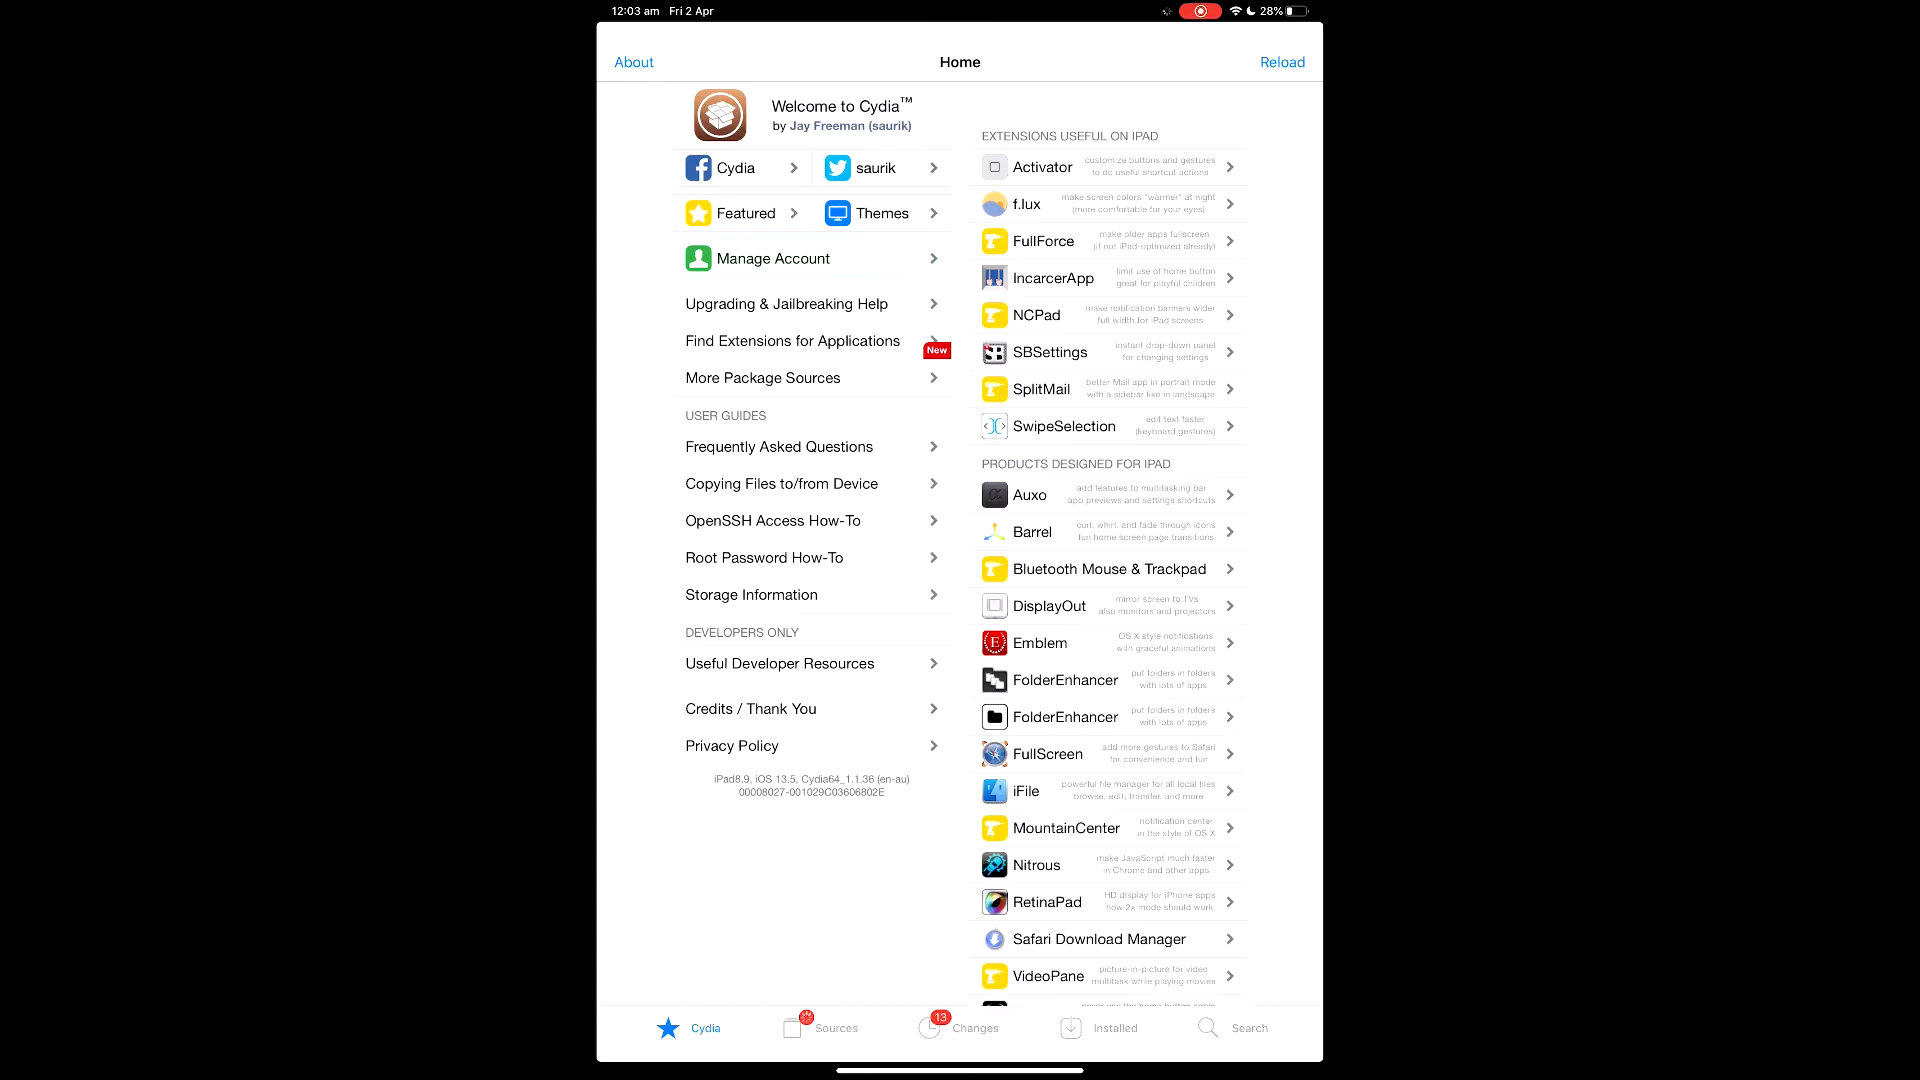 12:03 am Fri 2 Apr
28%
About
Home
Reload
Welcome to Cydia™
by Jay Freeman (saurik)
Cydia
saurik
Featured
Themes
Manage Account
Upgrading & Jailbreaking Help
Find Extensions for Applications
New
More Package Sources
USER GUIDES
Frequently Asked Questions
Copying Files to/from Device
OpenSSH Access How-To
Root Password How-To
Storage Information
DEVELOPERS ONLY
Useful Developer Resources
Credits / Thank You
Privacy Policy
iPad8,9, iOS 13.5, Cydia64_1.1.36 (en-au)
00008027-001029C03606802E
EXTENSIONS USEFUL ON IPAD
Activator
customize buttons and gestures
to do useful shortcut actions
f.lux
make screen colors "warmer" at night
(more comfortable for your eyes)
FullForce
make older apps fullscreen
(if not iPad-optimized already)
IncarcerApp
limit use of home button
great for playful children
NCPad
make notification banners wider
full width for iPad screens
SBSettings
instant drop-down panel
for changing settings
SplitMail
better Mail app in portrait mode
with a sidebar like in landscape
SwipeSelection
edit text faster
(keyboard gestures)
PRODUCTS DESIGNED FOR IPAD
Auxo
add features to multitasking bar
app previews and settings shortcuts
Barrel
curl, whirl, and fade through icons
fun home screen page transitions
Bluetooth Mouse & Trackpad
DisplayOut
mirror screen to TVs
also monitors and projectors
Emblem
OS X style notifications
with graceful animations
FolderEnhancer
put folders in folders
with lots of apps
FolderEnhancer
put folders in folders
with lots of apps
FullScreen
add more gestures to Safari
for convenience and fun
iFile
powerful file manager for all local files
browse, edit, transfer, and more
MountainCenter
notification center
in the style of OS X
Nitrous
make JavaScript much faster
in Chrome and other apps
RetinaPad
HD display for iPhone apps
how 2x mode should work
Safari Download Manager
VideoPane
picture-in-picture for video
multitask while playing movies
Cydia
Sources
13
Changes
Installed
Search